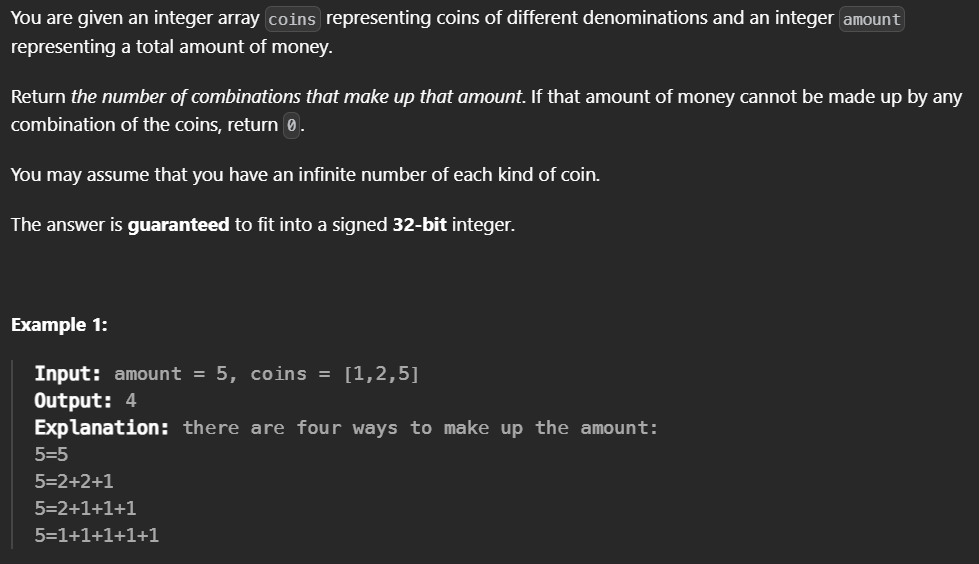 You are given an integer array coins representing coins of different denominations and an integer amount
representing a total amount of money.
Return the number of combinations that make up that amount. If that amount of money cannot be made up by any
combination of the coins, return 0.
You may assume that you have an infinite number of each kind of coin.
The answer is guaranteed to fit into a signed 32-bit integer.
Example 1:
Input: amount = 5, coins = [1,2,5]
Output: 4
Explanation: there are four ways to make up the amount:
5=5
5=2+2+1
5=2+1+1+1
5=1+1+1+1+1